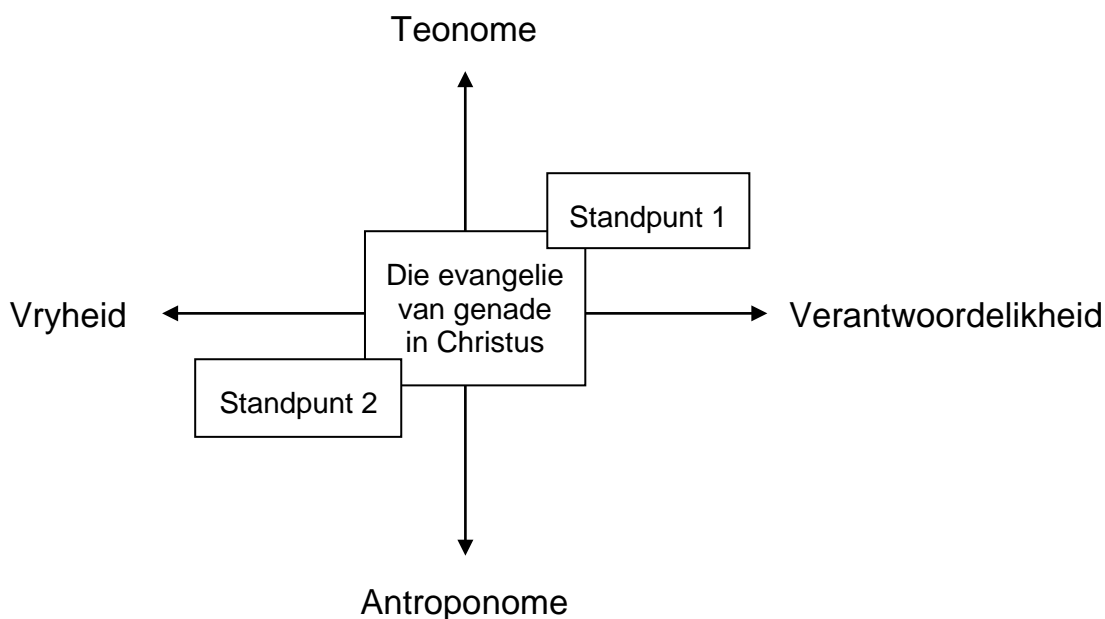 Teonome
Standpunt 1
Die evangelie
van genade
in Christus
Vryheid
Verantwoordelikheid
Standpunt 2
Antroponome